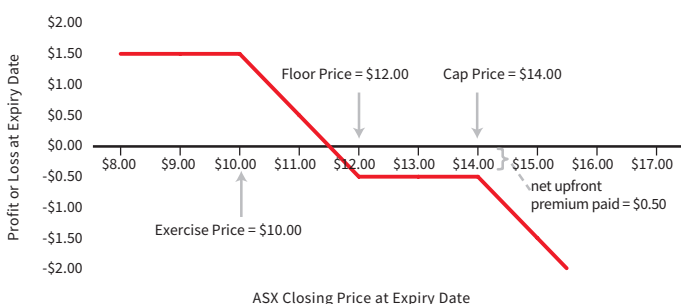 $2.00
$1.50
$1.00
$0.50
$0.00
-$0.50
-$1.00
-$1.50
-$2.00
Profit or Loss at Expiry Date
Floor Price = $12.00
Cap Price = $14.00
$8.00 $9.00 $10.00 $11.00 $12.00 $13.00 $14.00 $15.00 $16.00 $17.00
net upfront
premium paid = $0.50
Exercise Price = $10.00
ASX Closing Price at Expiry Date